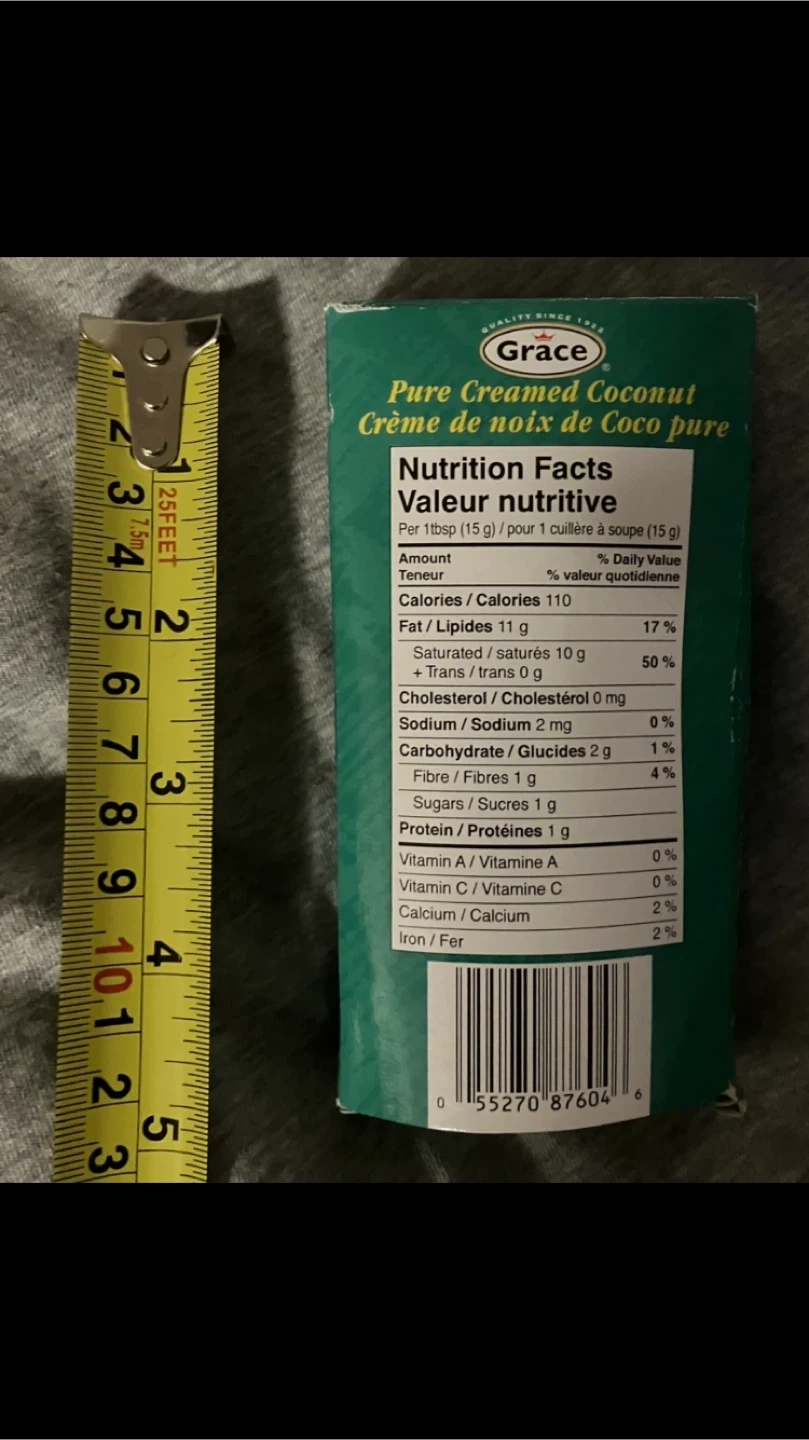 QUALITY SINCE 1922
Grace
®
Pure Creamed Coconut
Crème de noix de Coco pure
Nutrition Facts
Valeur nutritive
Per 1tbsp (15 g) / pour 1 cuillère à soupe (15 g)
Amount % Daily Value
Teneur % valeur quotidienne
Calories / Calories 110
Fat / Lipides 11 g 17 %
Saturated / saturés 10 g
+ Trans / trans 0 g 50 %
Cholesterol / Cholestérol 0 mg
Sodium / Sodium 2 mg 0 %
Carbohydrate / Glucides 2 g 1 %
Fibre / Fibres 1 g 4 %
Sugars / Sucres 1 g
Protein / Protéines 1 g
Vitamin A / Vitamine A 0 %
Vitamin C / Vitamine C 0 %
Calcium / Calcium 2 %
Iron / Fer 2 %
0 55270 87604 6
1 2 3 4 5 6 7 8 9 10 1 2 3
7.5m
25FEET
1 2 3 4 5